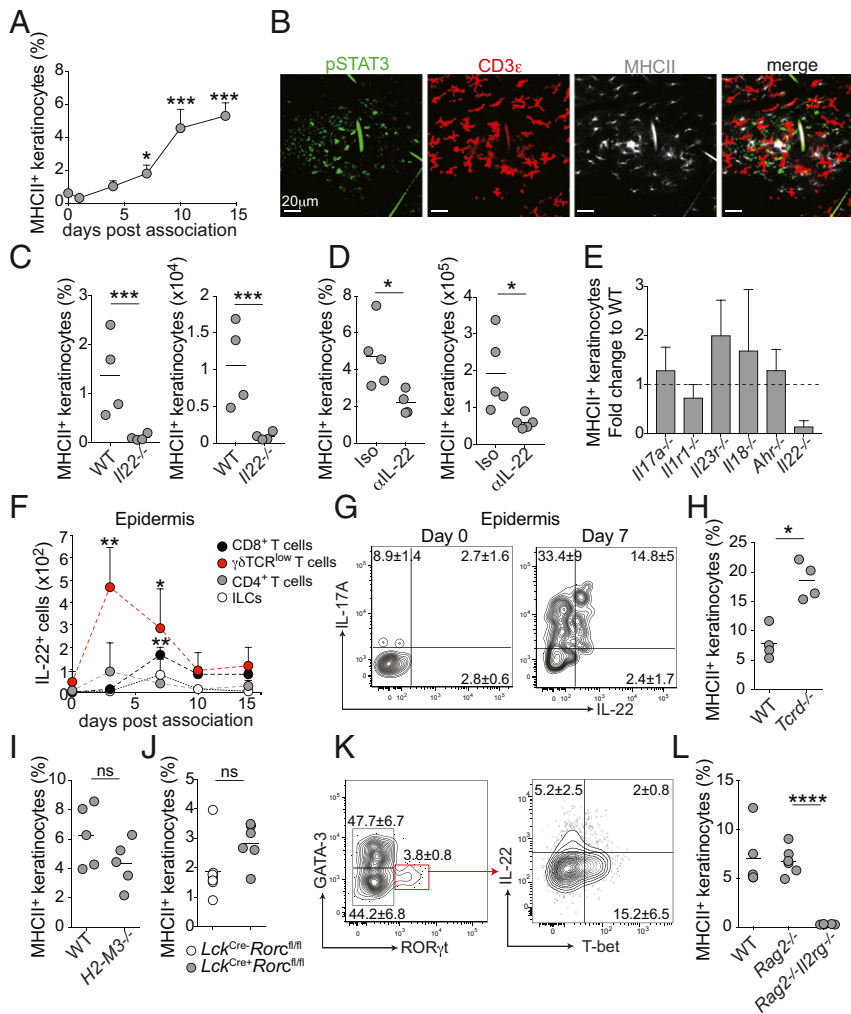 A
MHCII+ keratinocytes (%)
8
6
4
2
0
0 5 10 15
days post association
* *** ***
B
pSTAT3 CD3ε MHCII merge
20μm
C
MHCII+ keratinocytes (%)
3
2
1
0
***
WT Il22-/-
MHCII+ keratinocytes (x10⁴)
2
1.5
1
0.5
0
***
WT Il22-/-
D
MHCII+ keratinocytes (%)
8
6
4
2
0
*
Iso αIL-22
MHCII+ keratinocytes (x10⁵)
4
3
2
1
0
*
Iso αIL-22
E
MHCII+ keratinocytes
Fold change to WT
3
2
1
0
Il17a-/- Il1r1-/- Il23r-/- Il18-/- Ahr-/- Il22-/-
F
Epidermis
IL-22+ cells (x10²)
7
6
5
4
3
2
1
0
0 5 10 15
days post association
** * **
CD8+ T cells
γδTCRlow T cells
CD4+ T cells
ILCs
G
Epidermis
Day 0 Day 7
8.9±1.4 2.7±1.6
2.8±0.6
33.4±9 14.8±5
2.4±1.7
IL-17A
IL-22
H
MHCII+ keratinocytes (%)
25
20
15
10
5
0
*
WT Tcrd-/-
I
MHCII+ keratinocytes (%)
10
8
6
4
2
0
ns
WT H2-M3-/-
J
MHCII+ keratinocytes (%)
5
4
3
2
1
0
ns
LckCre-Rorcfl/fl
LckCre+Rorcfl/fl
K
GATA-3
RORγt
47.7±6.7
3.8±0.8
44.2±6.8
IL-22
T-bet
5.2±2.5 2±0.8
15.2±6.5
L
MHCII+ keratinocytes (%)
15
10
5
0
****
WT Rag2-/- Rag2-/-Il2rg-/-